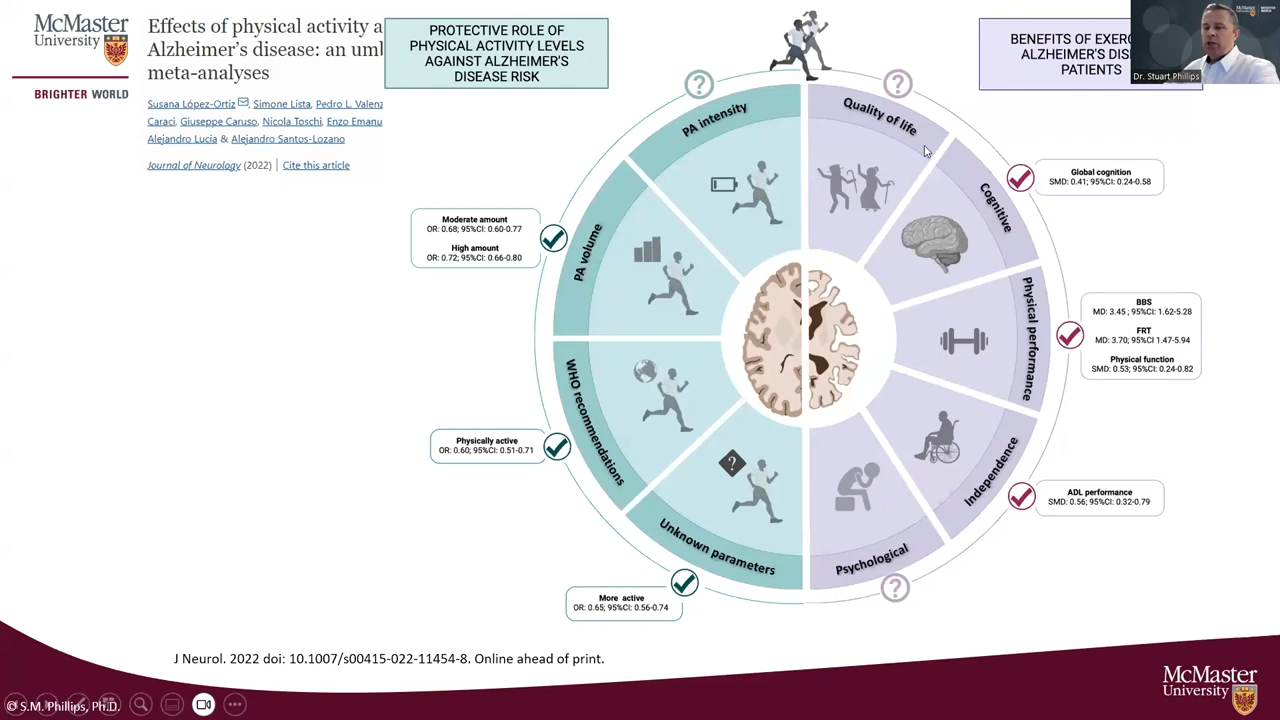 McMaster
University
BRIGHTER WORLD
Effects of physical activity a
Alzheimer's disease: an um
meta-analyses
Susana López-Ortiz, Simone Lista, Pedro L. Valenz
Caraci, Giuseppe Caruso, Nicola Toschi, Enzo Emanu
Alejandro Lucia & Alejandro Santos-Lozano
Journal of Neurology (2022) | Cite this article
PROTECTIVE ROLE OF
PHYSICAL ACTIVITY LEVELS
AGAINST ALZHEIMER'S
DISEASE RISK
BENEFITS OF EXER
ALZHEIMER'S DIS
PATIENTS
Dr. Stuart Phillips
?
?
PA intensity
Quality of life
Cognitive
Global cognition
SMD: 0.41; 95%CI: 0.24-0.58
Moderate amount
OR: 0.68; 95%CI: 0.60-0.77
High amount
OR: 0.72; 95%CI: 0.66-0.80
PA volume
Physical performance
BBS
MD: 3.45 ; 95%CI: 1.62-5.28
FRT
MD: 3.70; 95%CI 1.47-5.94
Physical function
SMD: 0.53; 95%CI: 0.24-0.82
WHO recommendations
Physically active
OR: 0.60; 95%CI: 0.51-0.71
?
Independence
ADL performance
SMD: 0.56; 95%CI: 0.32-0.79
Unknown parameters
Psychological
?
More active
OR: 0.65; 95%CI: 0.56-0.74
J Neurol. 2022 doi: 10.1007/s00415-022-11454-8. Online ahead of print.
McMaster
University
© S.M. Phillips, Ph.D.